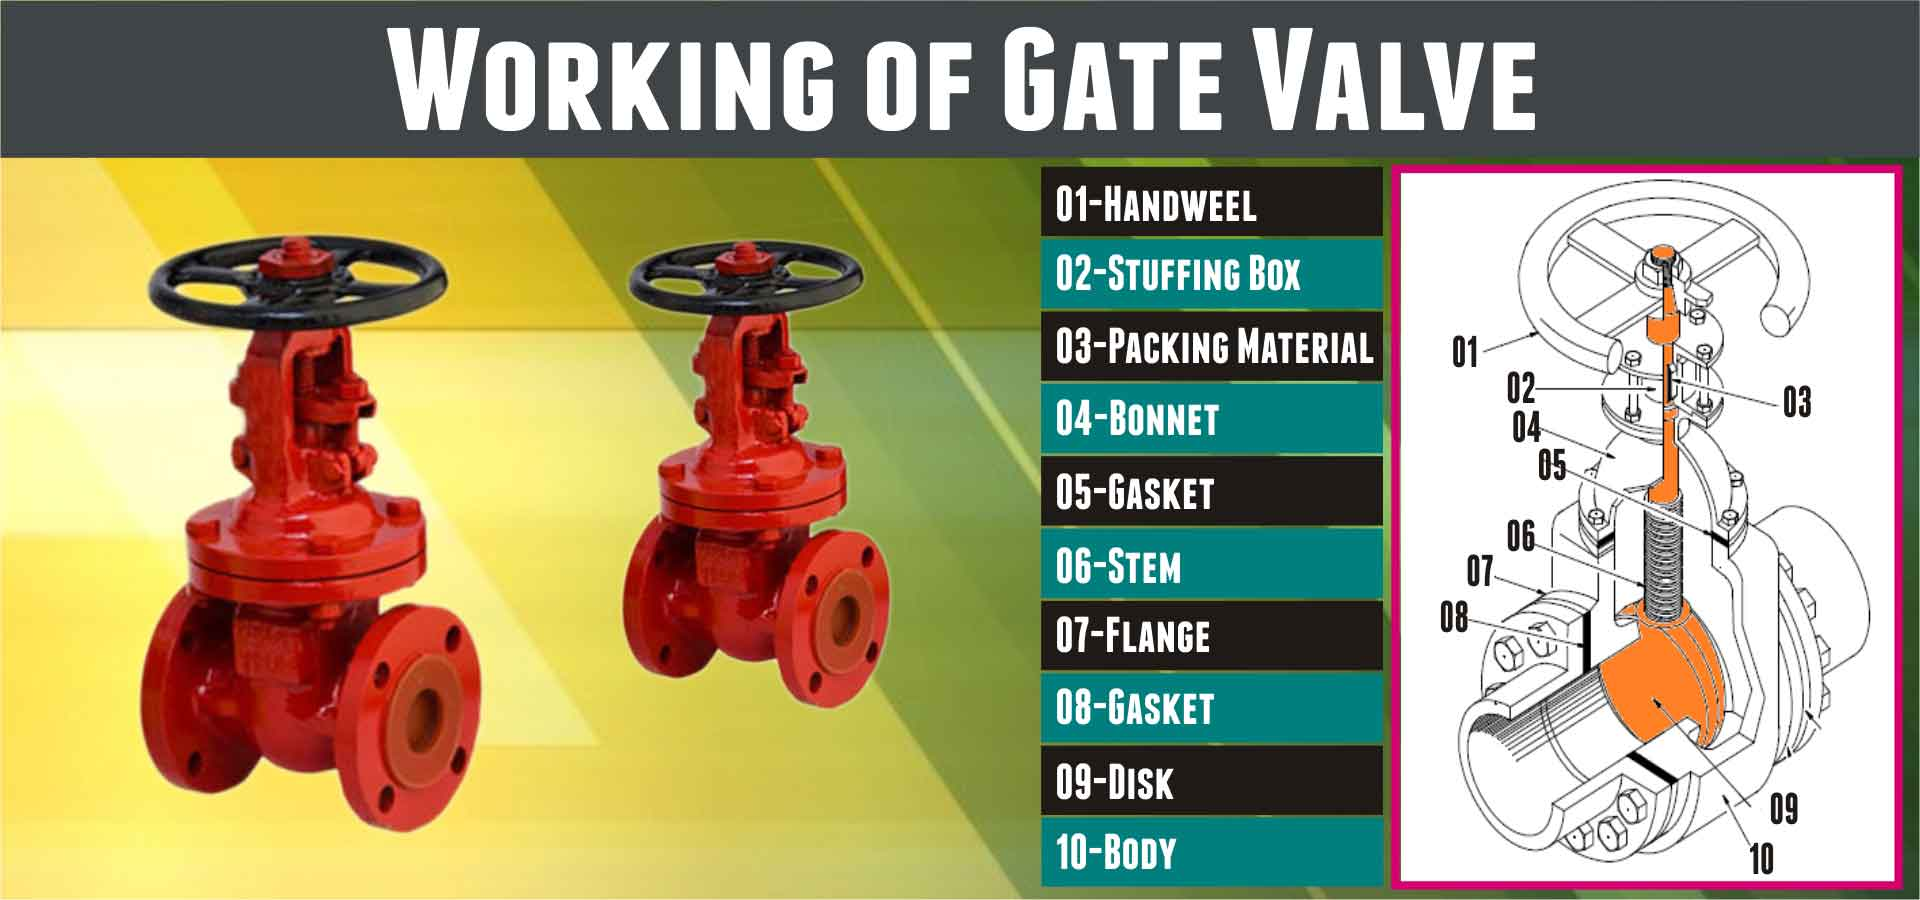 Working of Gate Valve
01-Handweel
02-Stuffing Box
03-Packing Material
04-Bonnet
05-Gasket
06-Stem
07-Flange
08-Gasket
09-Disk
10-Body
01
02
03
04
05
06
07
08
09
10